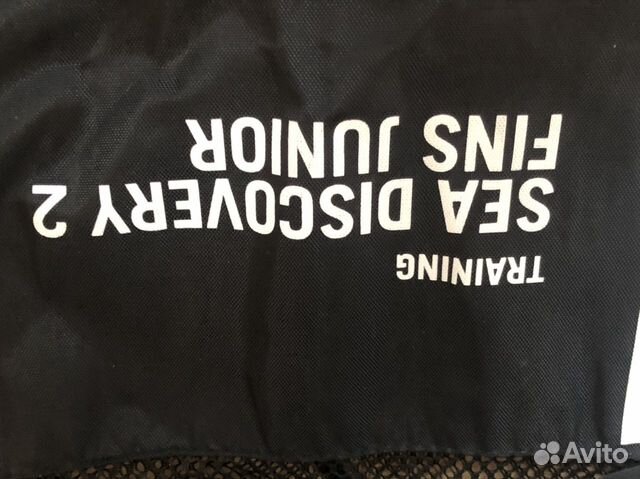 TRAINING
SEA DISCOVERY 2
FINS JUNIOR
Avito